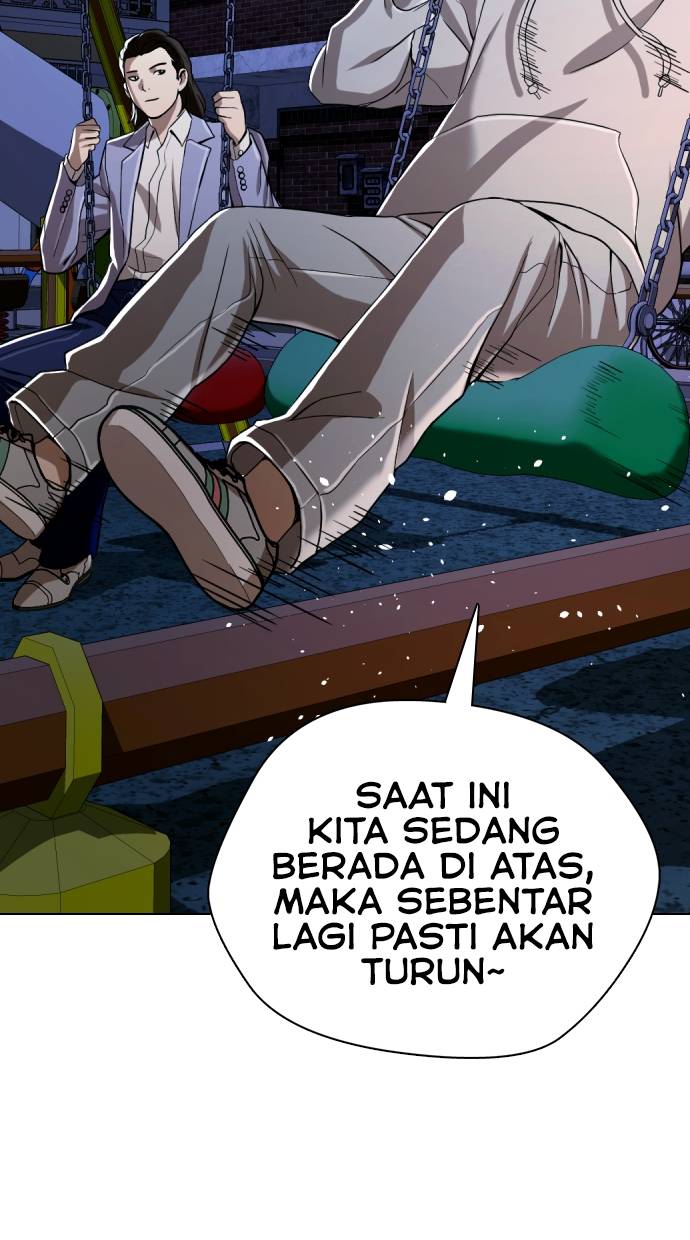 SAAT INI
KITA SEDANG
BERADA DI ATAS,
MAKA SEBENTAR
LAGI PASTI AKAN
TURUN~